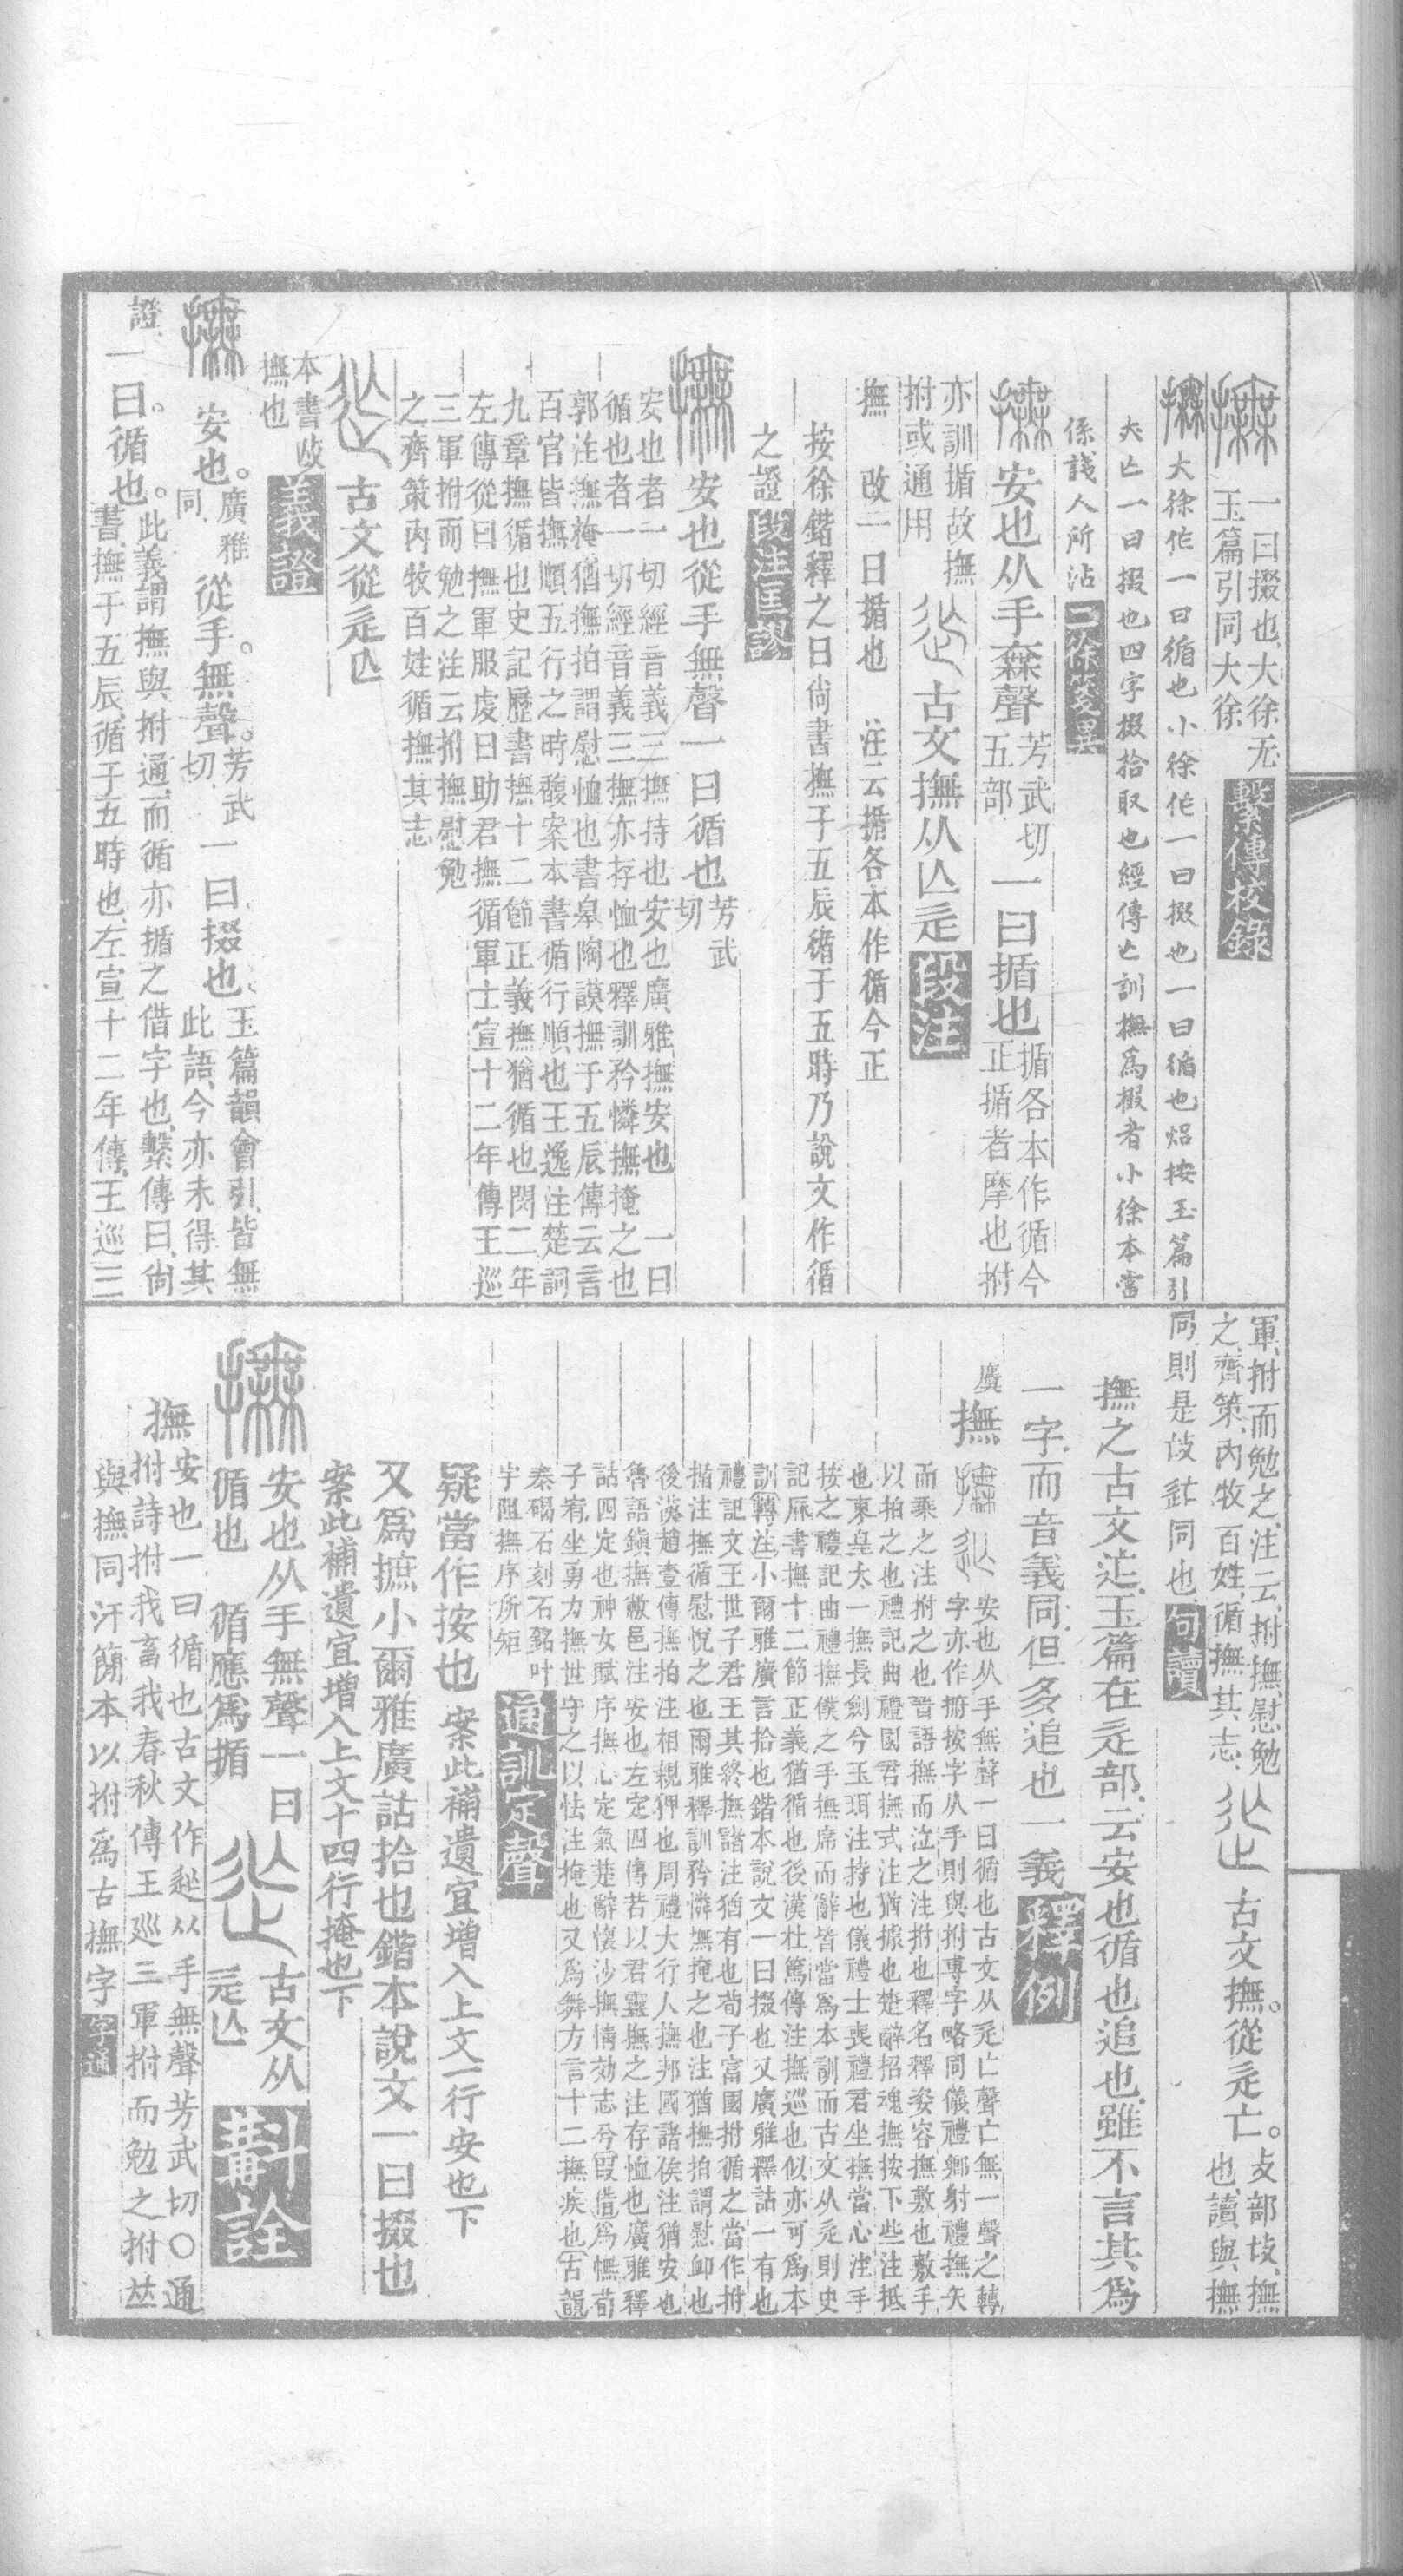 撫 一曰掇也、大徐无
玉篇引同大徐 繫傳校錄
撫 大徐作一曰循也小徐作一曰掇也一曰循也炤按玉篇引
大亡一曰掇也四字掇拾取也經傳亡訓撫爲掇者小徐本當
係淺人所沾 二徐箋異
撫 安也从手𣞤聲芳武切五部一曰揗也揗各本作循今
正揗者摩也拊
亦訓揗故撫
拊或通用 古文撫从亾辵 段注
撫 改一曰揗也 注云揗各本作循今正
按徐鍇釋之曰尙書撫于五辰循于五時乃說文作循
之證 段注匡謬
撫 安也從手無聲一曰循也芳武切
安也者一切經音義三撫持也安也廣雅撫安也 一曰
循也者一切經音義三撫亦存恤也釋訓矜憐撫掩之也
郭注撫掩猶撫拍謂慰恤也書皋陶謨撫于五辰傳云言
百官皆撫順五行之時馥案本書循行順也王逸注楚詞
九章撫循也史記歷書撫十二節正義撫猶循也閔二年
左傳從曰撫軍服虔曰助君撫循軍士宣十二年傳王巡
三軍拊而勉之注云拊撫慰勉
之齊策內牧百姓循撫其志
古文從辵亾
本書㪃
撫也 義證
撫 安也。廣雅同 從手。無聲。芳武切 一曰掇也、玉篇韻會引、皆無
此語、今亦未得其
證、一曰。循也。此義謂撫與拊通、而循亦揗之借字也、繫傳曰、尙
書、撫于五辰、循于五時也、左宣十二年傳、王巡三
軍、拊而勉之、注云、拊撫、慰勉
之、齊策、內牧百姓、循撫其志、 古文撫。從辵亡。攴部㪃、撫
也、讀與撫
同、則是㪃𨒌同也、 句讀
撫之古文𨒌、玉篇在辵部、云安也循也追也、雖不言其爲
一字、而音義同、但多追也一義 釋例
廣撫 安也从手無聲一曰循也古文从辵亡聲亡無一聲之轉
字亦作㨠按字从手則與拊專字略同儀禮鄉射禮撫矢
而乘之注拊之也晉語撫而泣之注拊也釋名釋姿容撫敷也敷手
以拍之也禮記曲禮國君撫式注猶據也楚辭招魂撫按下些注抵
也東皇太一撫長劍兮玉珥注持也儀禮士喪禮君坐撫當心注手
按之禮記曲禮撫僕之手撫席而辭皆當爲本訓而古文从辵則史
記厤書撫十二節正義猶循也後漢杜篤傳注撫巡也似亦可爲本
訓轉注小爾雅廣言拾也鍇本說文一曰掇也又廣雅釋詁一有也
禮記文王世子君王其終撫諸注猶有也荀子富國拊循之當作拊
揗注撫循慰悅之也爾雅釋訓矜憐撫掩之也注猶撫拍謂慰卹也
後漢趙壹傳撫拍注相親狎也周禮大行人撫邦國諸侯注猶安也
魯語鎭撫敝邑注安也左定四傳若以君靈撫之注存恤也廣雅釋
詁四定也神女賦序撫心定氣楚辭懷沙撫情効志兮叚借爲憮荀
子宥坐勇力撫世守之以怯注掩也又爲舞方言十二撫疾也古韻
秦碣石刻石銘叶
宇阻撫序所矩 通訓定聲
疑當作按也 案此補遺宜增入上文一行安也下
又爲摭小爾雅廣詁拾也鍇本說文一曰掇也
案此補遺宜增入上文十四行掩也下
撫 安也从手無聲一曰
循也 循應爲揗 古文从
辵亾 斠詮
撫 安也一曰循也古文作𨒌从手無聲芳武切〇通
拊詩拊我畜我春秋傳王巡三軍拊而勉之拊竝
與撫同汗簡本以拊爲古撫字 字通